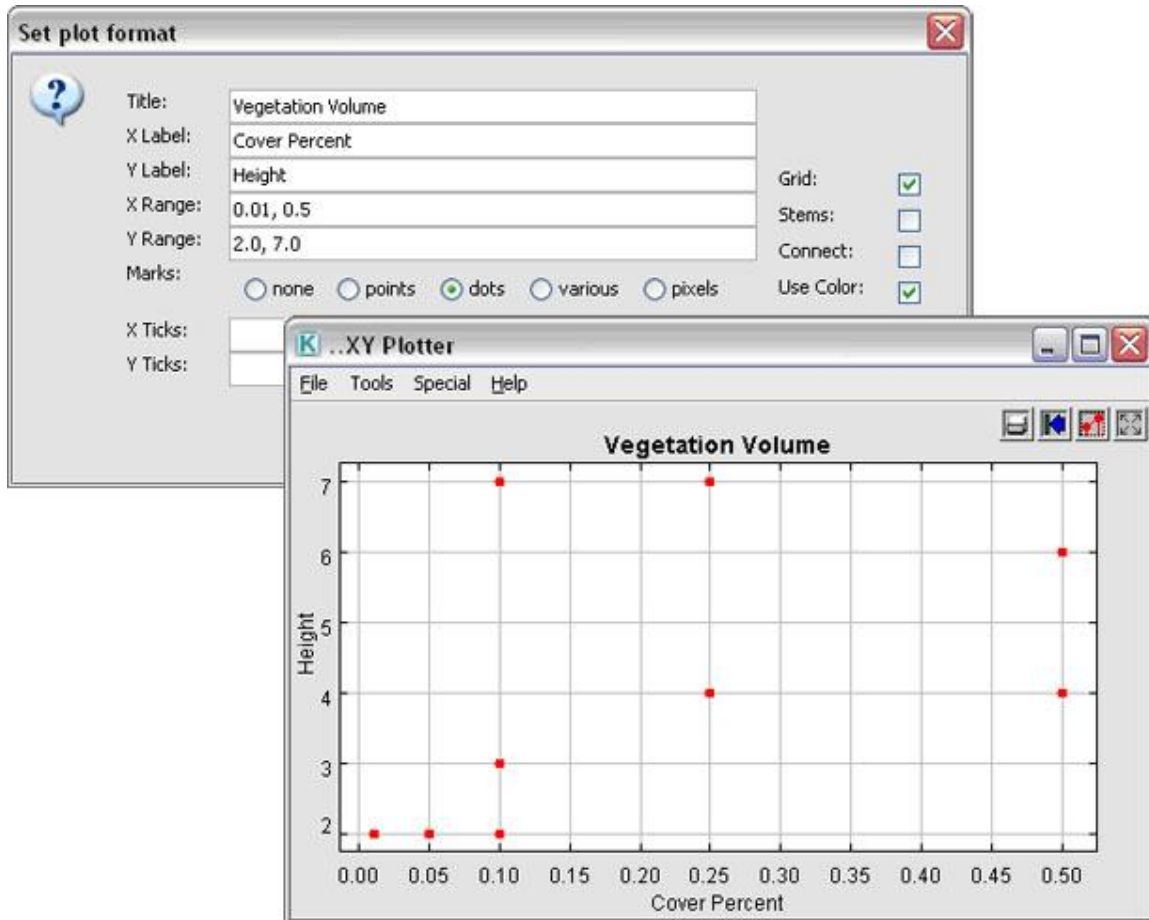 Set plot format
Title: Vegetation Volume
X Label: Cover Percent
Y Label: Height
X Range: 0.01, 0.5
Y Range: 2.0, 7.0
Marks: none points dots various pixels
X Ticks:
Y Ticks:
Grid:
Stems:
Connect:
Use Color:
K ..XY Plotter
File Tools Special Help
Vegetation Volume
7
6
5
4
3
2
Height
0.00 0.05 0.10 0.15 0.20 0.25 0.30 0.35 0.40 0.45 0.50
Cover Percent